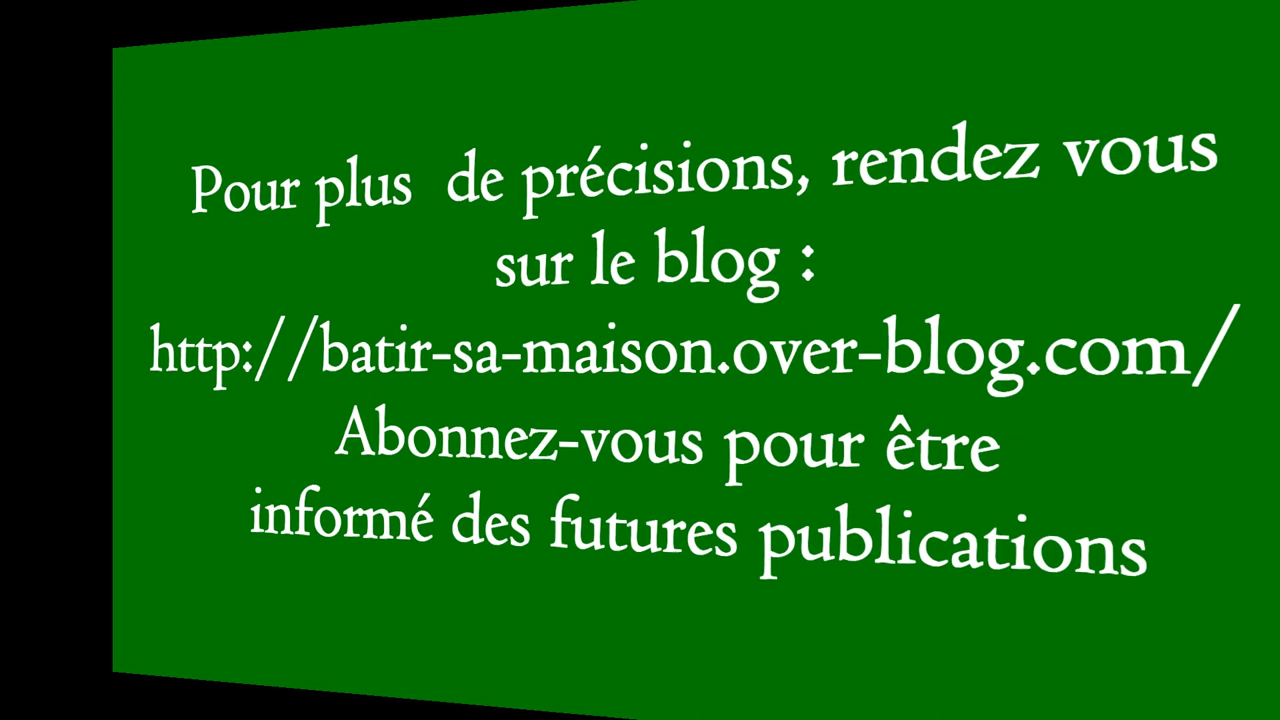 Pour plus  de précisions, rendez vous
sur le blog :
http://batir-sa-maison.over-blog.com/
Abonnez-vous pour être
informé des futures publications